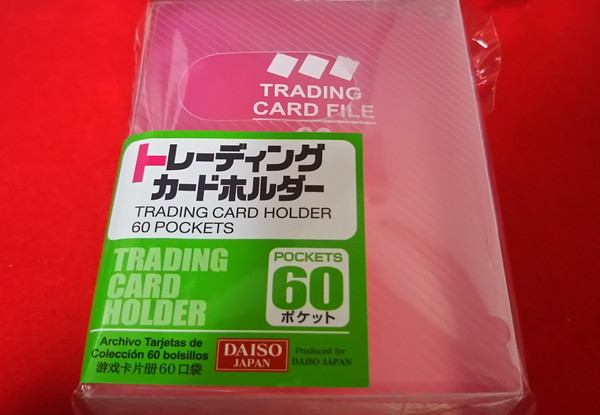 TRADING
CARD FILE
60
トレーディング
カードホルダー
TRADING CARD HOLDER
60 POCKETS
TRADING
CARD
HOLDER
POCKETS
60
ポケット
Archivo Tarjetas de
Colección 60 bolsillos
游戏卡片册60口袋
DAISO
JAPAN
Produced for
DAISO JAPAN